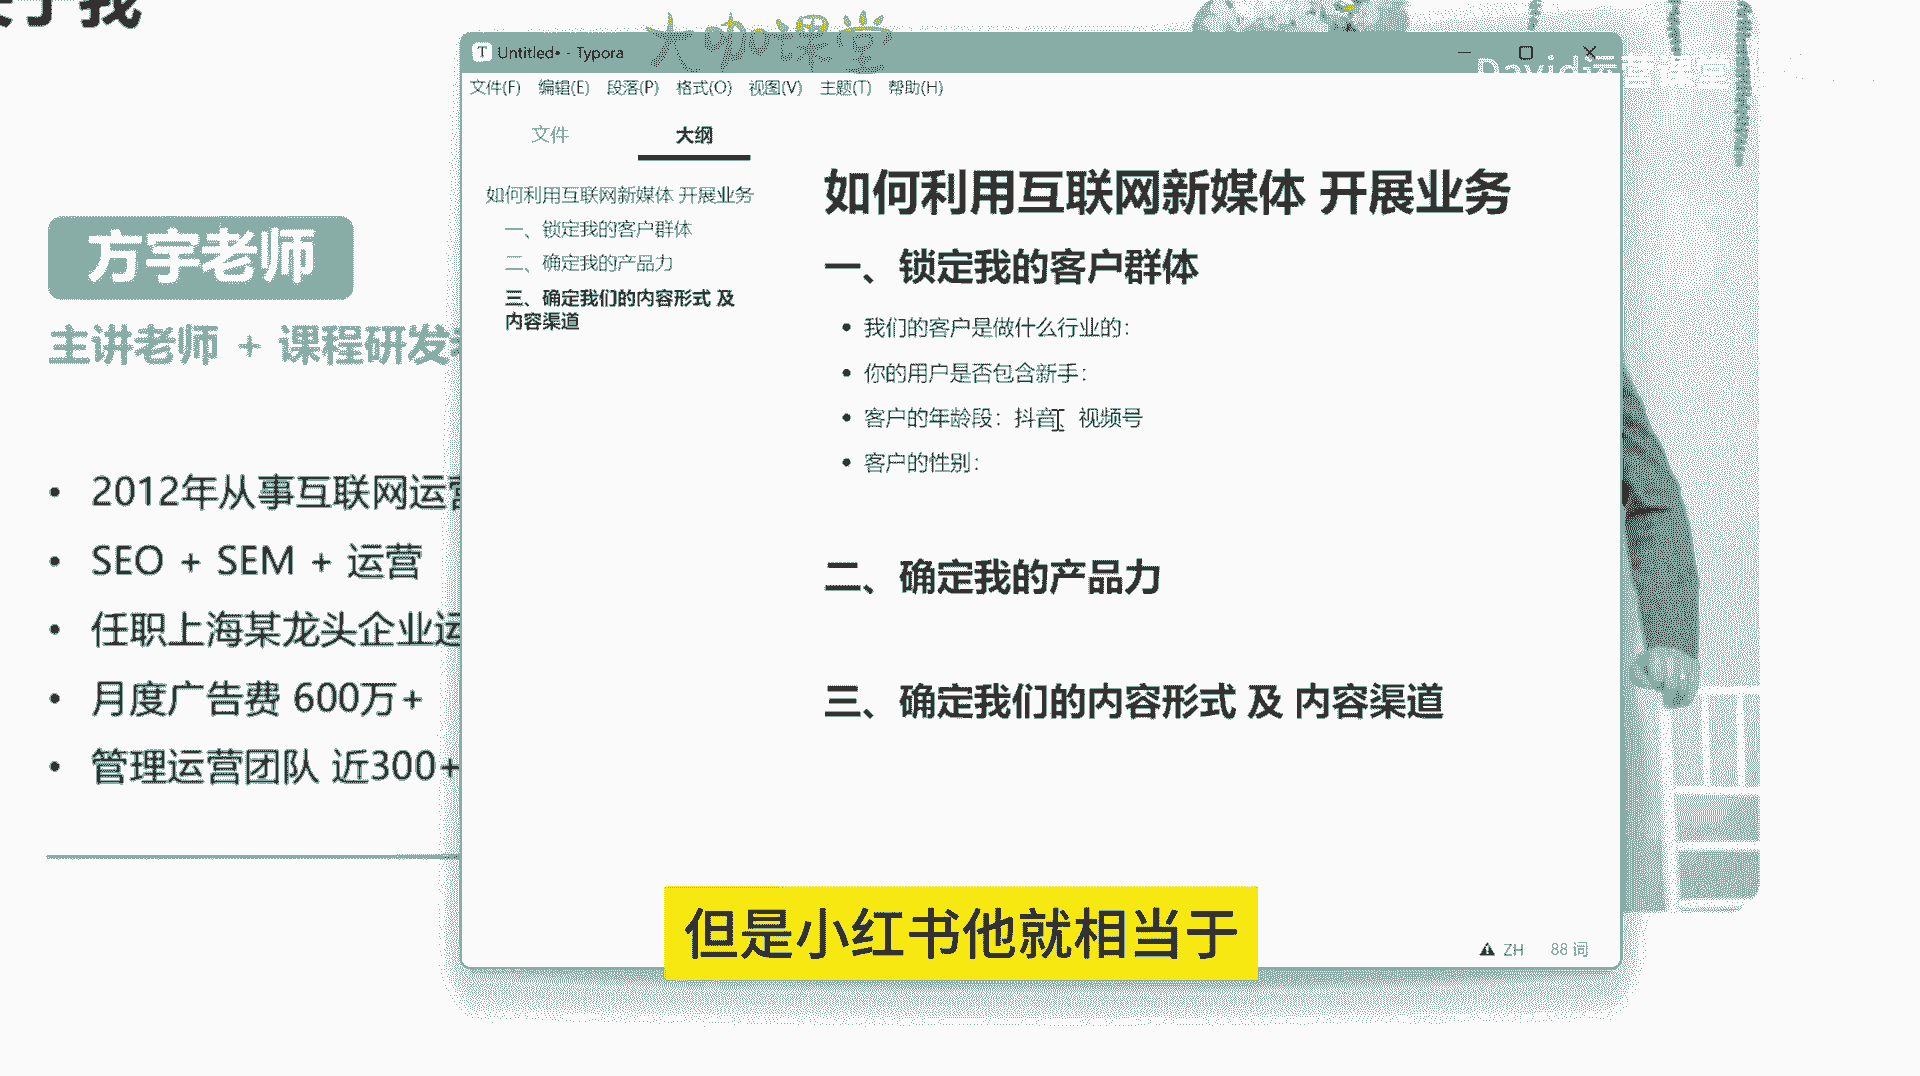 关于我
大咖课堂
David运营课堂
方宇老师
主讲老师 + 课程研发
• 2012年从事互联网运营
• SEO + SEM + 运营
• 任职上海某龙头企业运
• 月度广告费 600万+
• 管理运营团队 近300+
Untitled• - Typora
文件(F) 编辑(E) 段落(P) 格式(O) 视图(V) 主题(T) 帮助(H)
文件 大纲
如何利用互联网新媒体 开展业务
一、锁定我的客户群体
二、确定我的产品力
三、确定我们的内容形式 及
内容渠道
如何利用互联网新媒体 开展业务
一、锁定我的客户群体
• 我们的客户是做什么行业的：
• 你的用户是否包含新手：
• 客户的年龄段：抖音、视频号
• 客户的性别：
二、确定我的产品力
三、确定我们的内容形式 及 内容渠道
ZH 88 词
但是小红书他就相当于